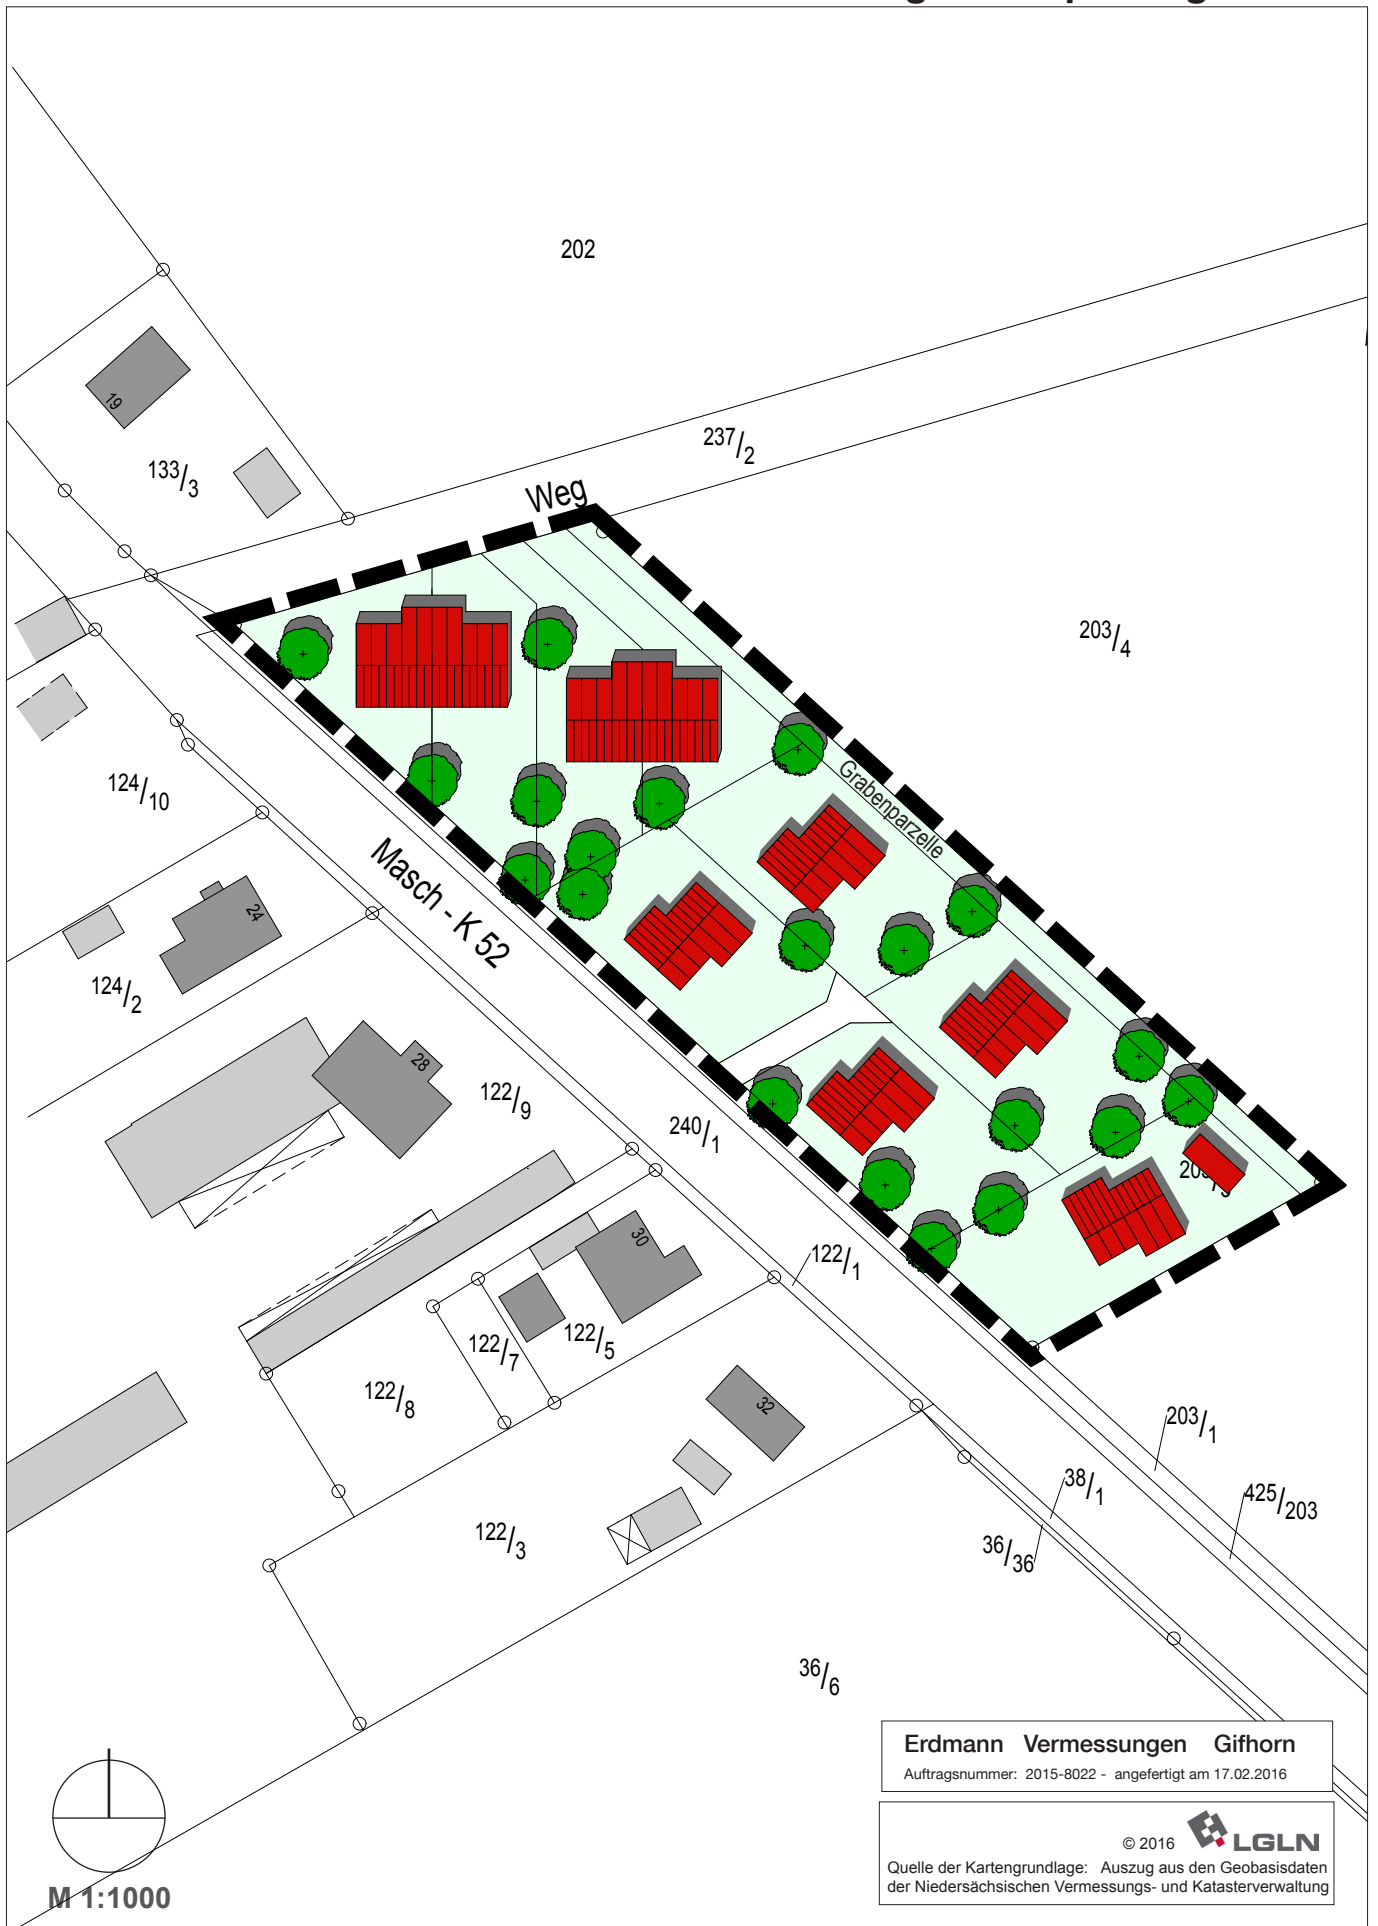 202
237/2
Weg
19
133/3
203/4
124/10
Grabenparzelle
Masch - K 52
24
124/2
28
122/9
240/1
30
122/1
122/7
122/5
122/8
32
203/1
38/1
425/203
122/3
36/36
36/6
Erdmann Vermessungen Gifhorn
Auftragsnummer: 2015-8022 - angefertigt am 17.02.2016
© 2016 LGLN
Quelle der Kartengrundlage: Auszug aus den Geobasisdaten
der Niedersächsischen Vermessungs- und Katasterverwaltung
M 1:1000